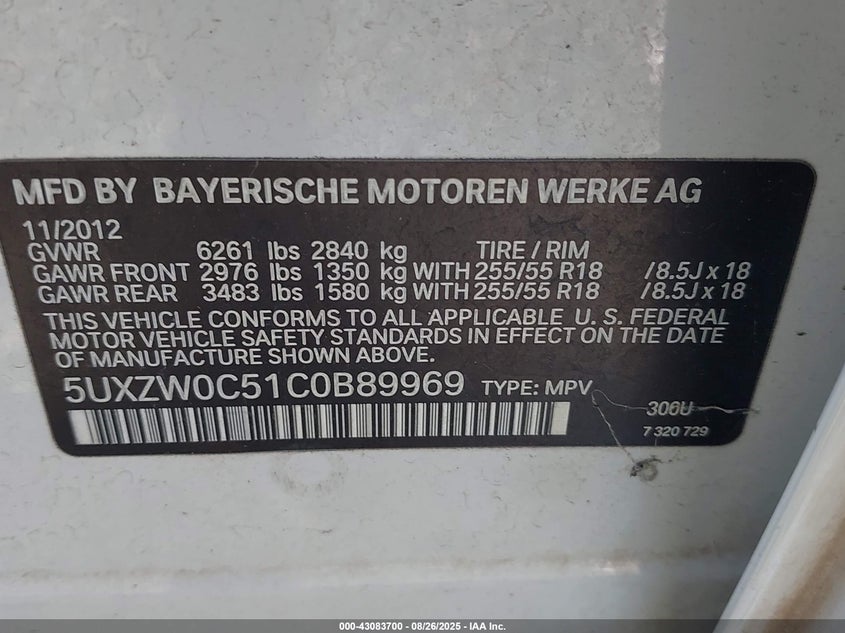 MFD BY BAYERISCHE MOTOREN WERKE AG
11/2012
GVWR 6261 lbs 2840 kg TIRE / RIM
GAWR FRONT 2976 lbs 1350 kg WITH 255/55 R18 /8.5J x 18
GAWR REAR 3483 lbs 1580 kg WITH 255/55 R18 /8.5J x 18
THIS VEHICLE CONFORMS TO ALL APPLICABLE U. S. FEDERAL
MOTOR VEHICLE SAFETY STANDARDS IN EFFECT ON THE DATE
OF MANUFACTURE SHOWN ABOVE.
5UXZW0C51C0B89969 TYPE: MPV
306U
7 320 729
000-43083700 - 08/26/2025 - IAA Inc.